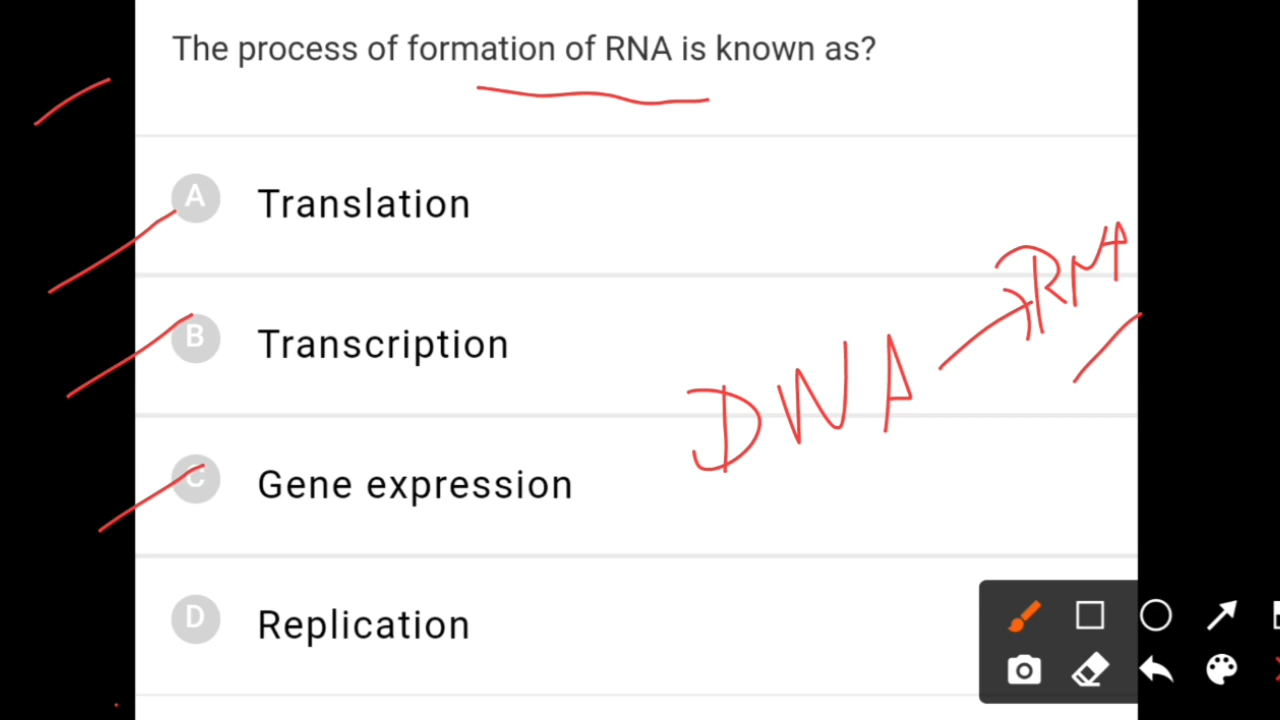 The process of formation of RNA is known as?
A Translation
B Transcription
C Gene expression
D Replication
DNA → RNA